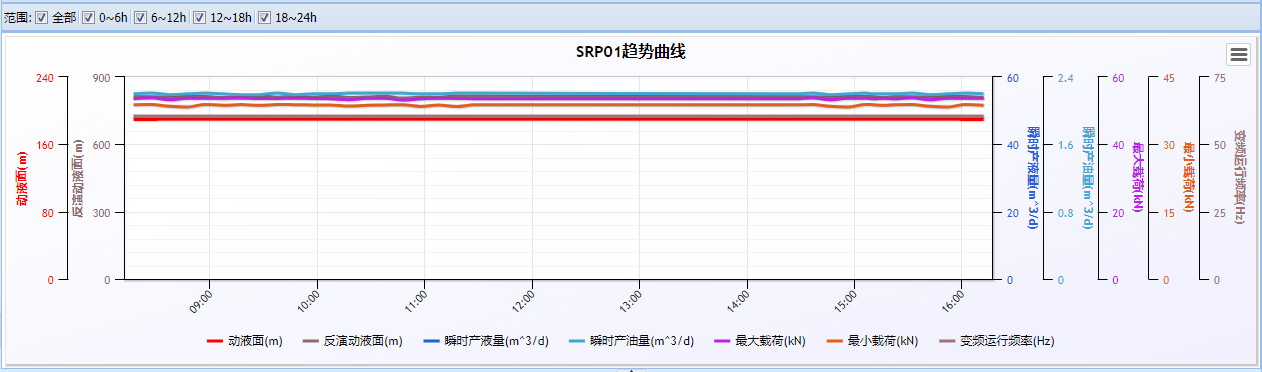 范围: 全部 0~6h 6~12h 12~18h 18~24h
SRP01趋势曲线
240
160
80
0
动液面(m)
900
600
300
0
反演动液面(m)
60
40
20
0
瞬时产液量(m^3/d)
2.4
1.6
0.8
0
瞬时产油量(m^3/d)
60
40
20
0
最大载荷(kN)
45
30
15
0
最小载荷(kN)
75
50
25
0
变频运行频率(Hz)
09:00 10:00 11:00 12:00 13:00 14:00 15:00 16:00
动液面(m) 反演动液面(m) 瞬时产液量(m^3/d) 瞬时产油量(m^3/d) 最大载荷(kN) 最小载荷(kN) 变频运行频率(Hz)